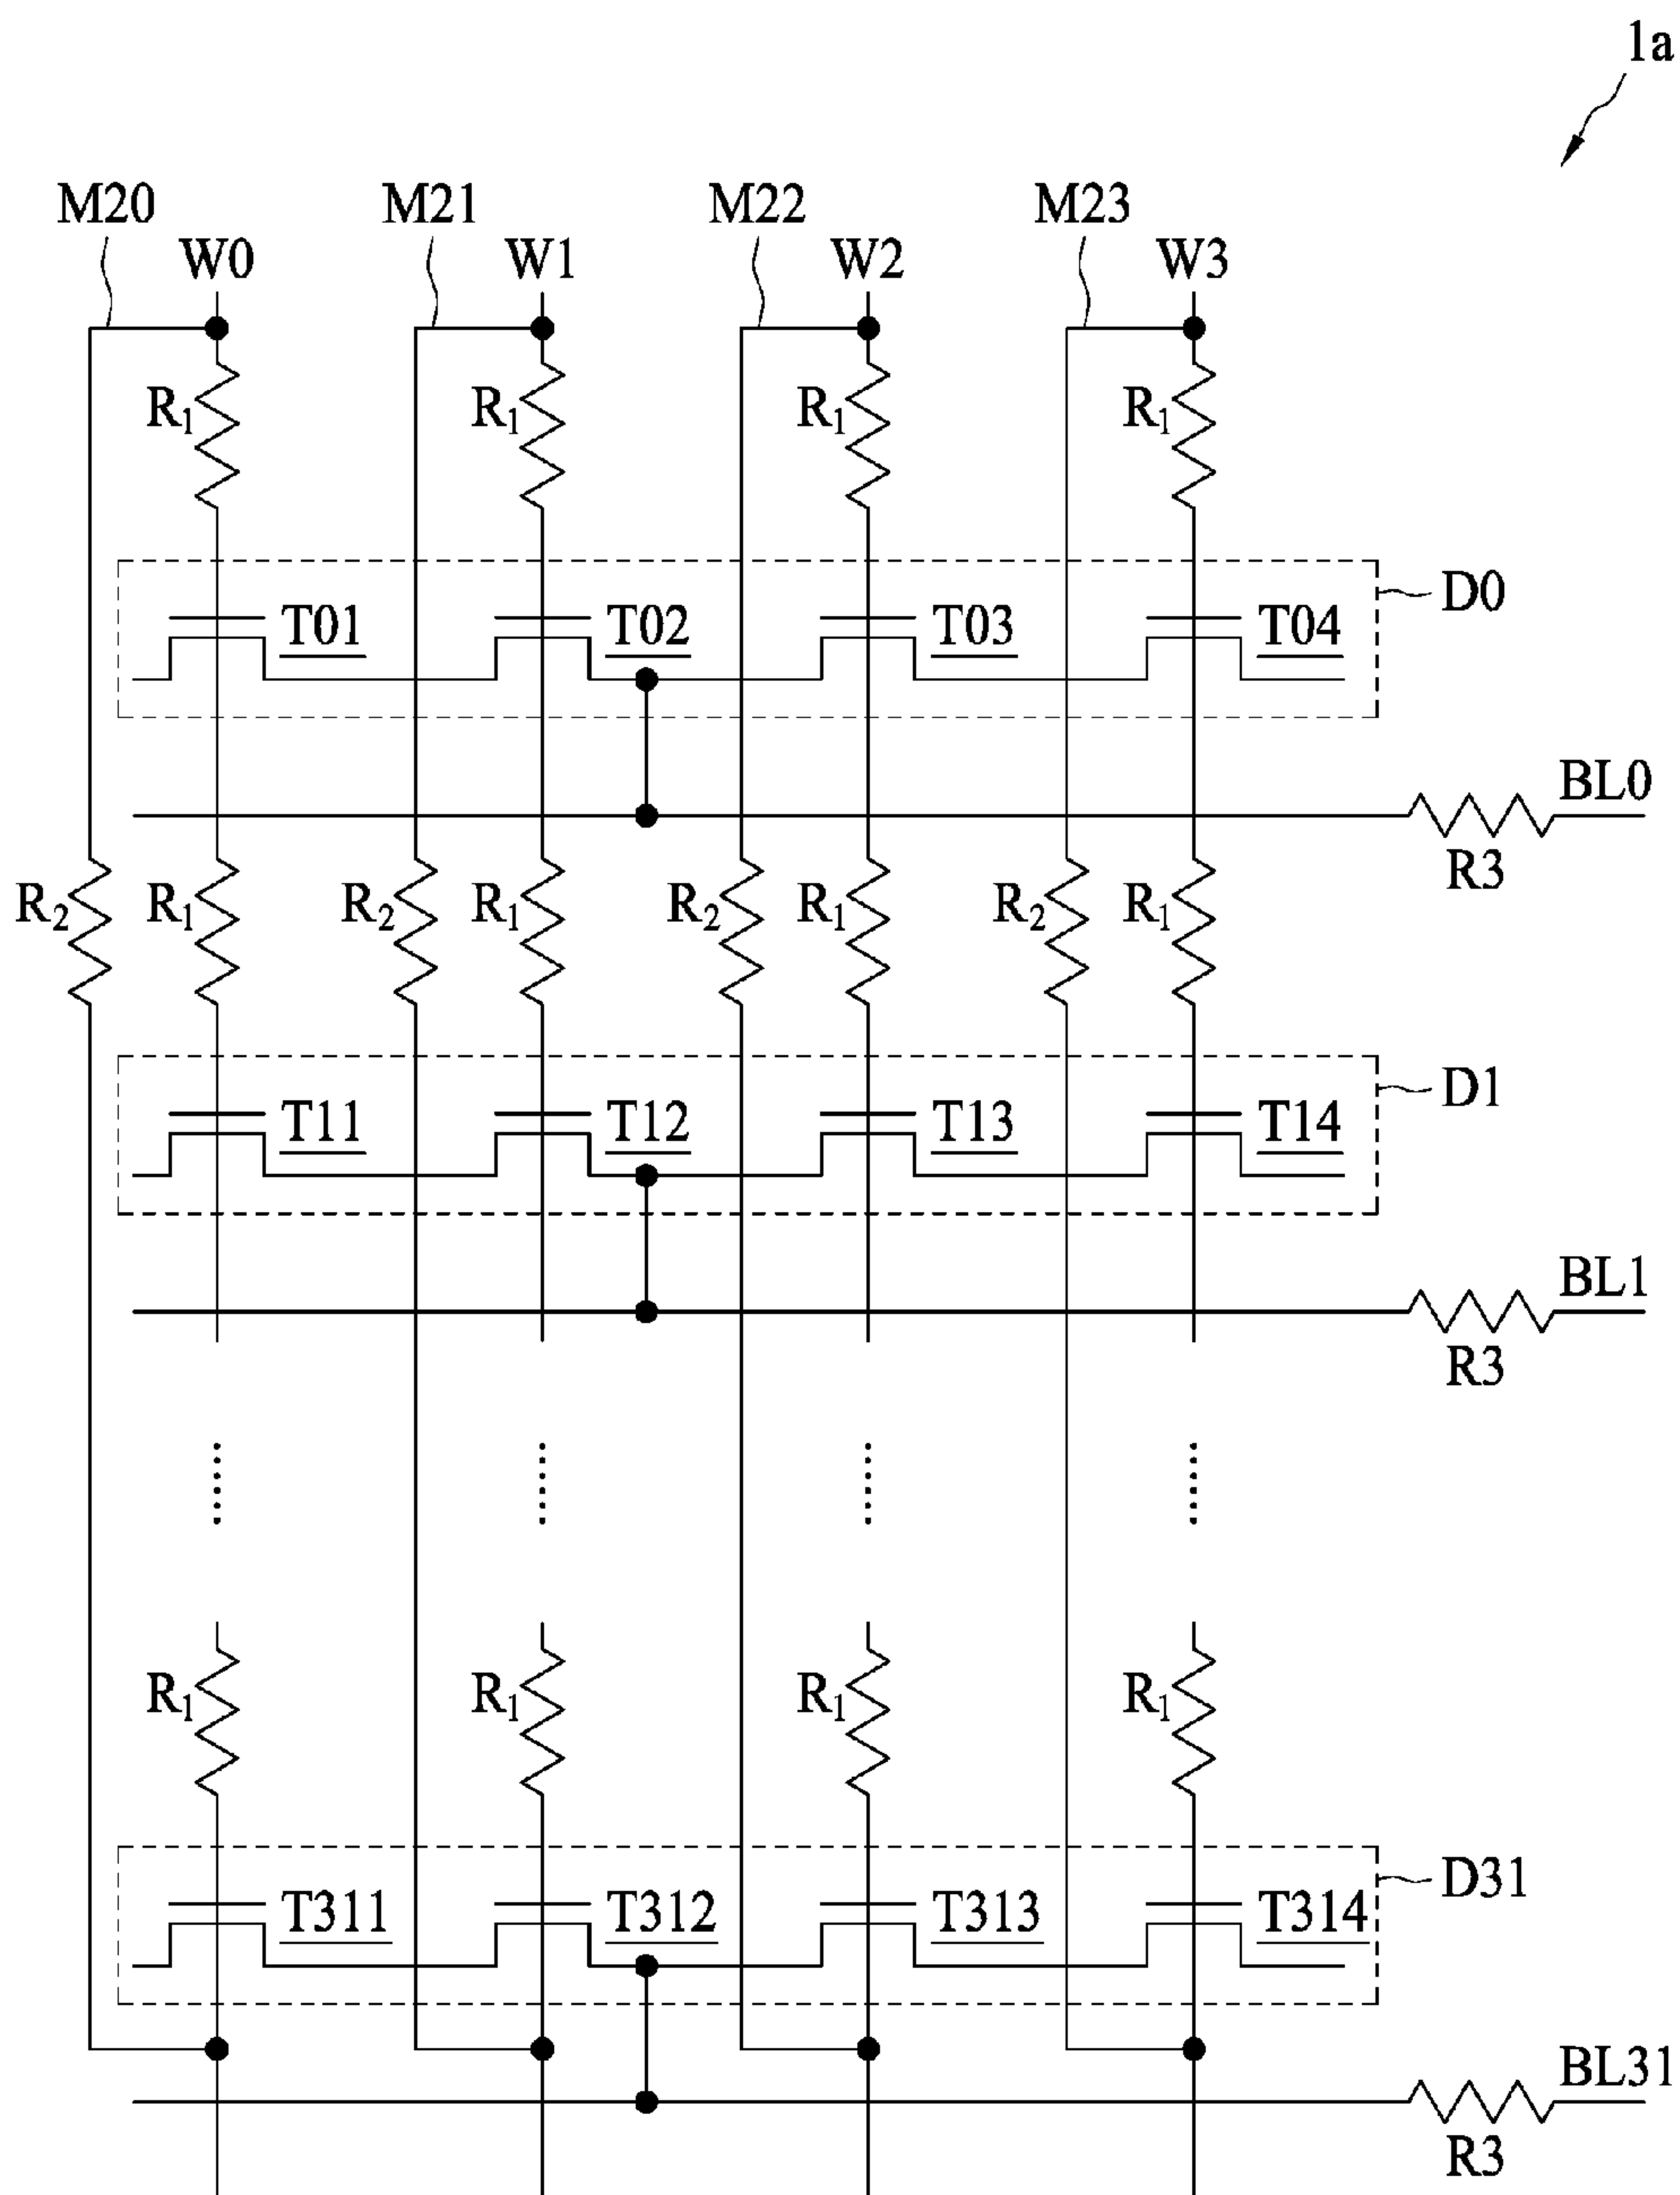 1a
M20 M21 M22 M23
W0 W1 W2 W3
R1 R1 R1 R1
D0
T01 T02 T03 T04
BL0
R3
R2 R1 R2 R1 R2 R1 R2 R1
D1
T11 T12 T13 T14
BL1
R3
R1 R1 R1 R1
D31
T311 T312 T313 T314
BL31
R3